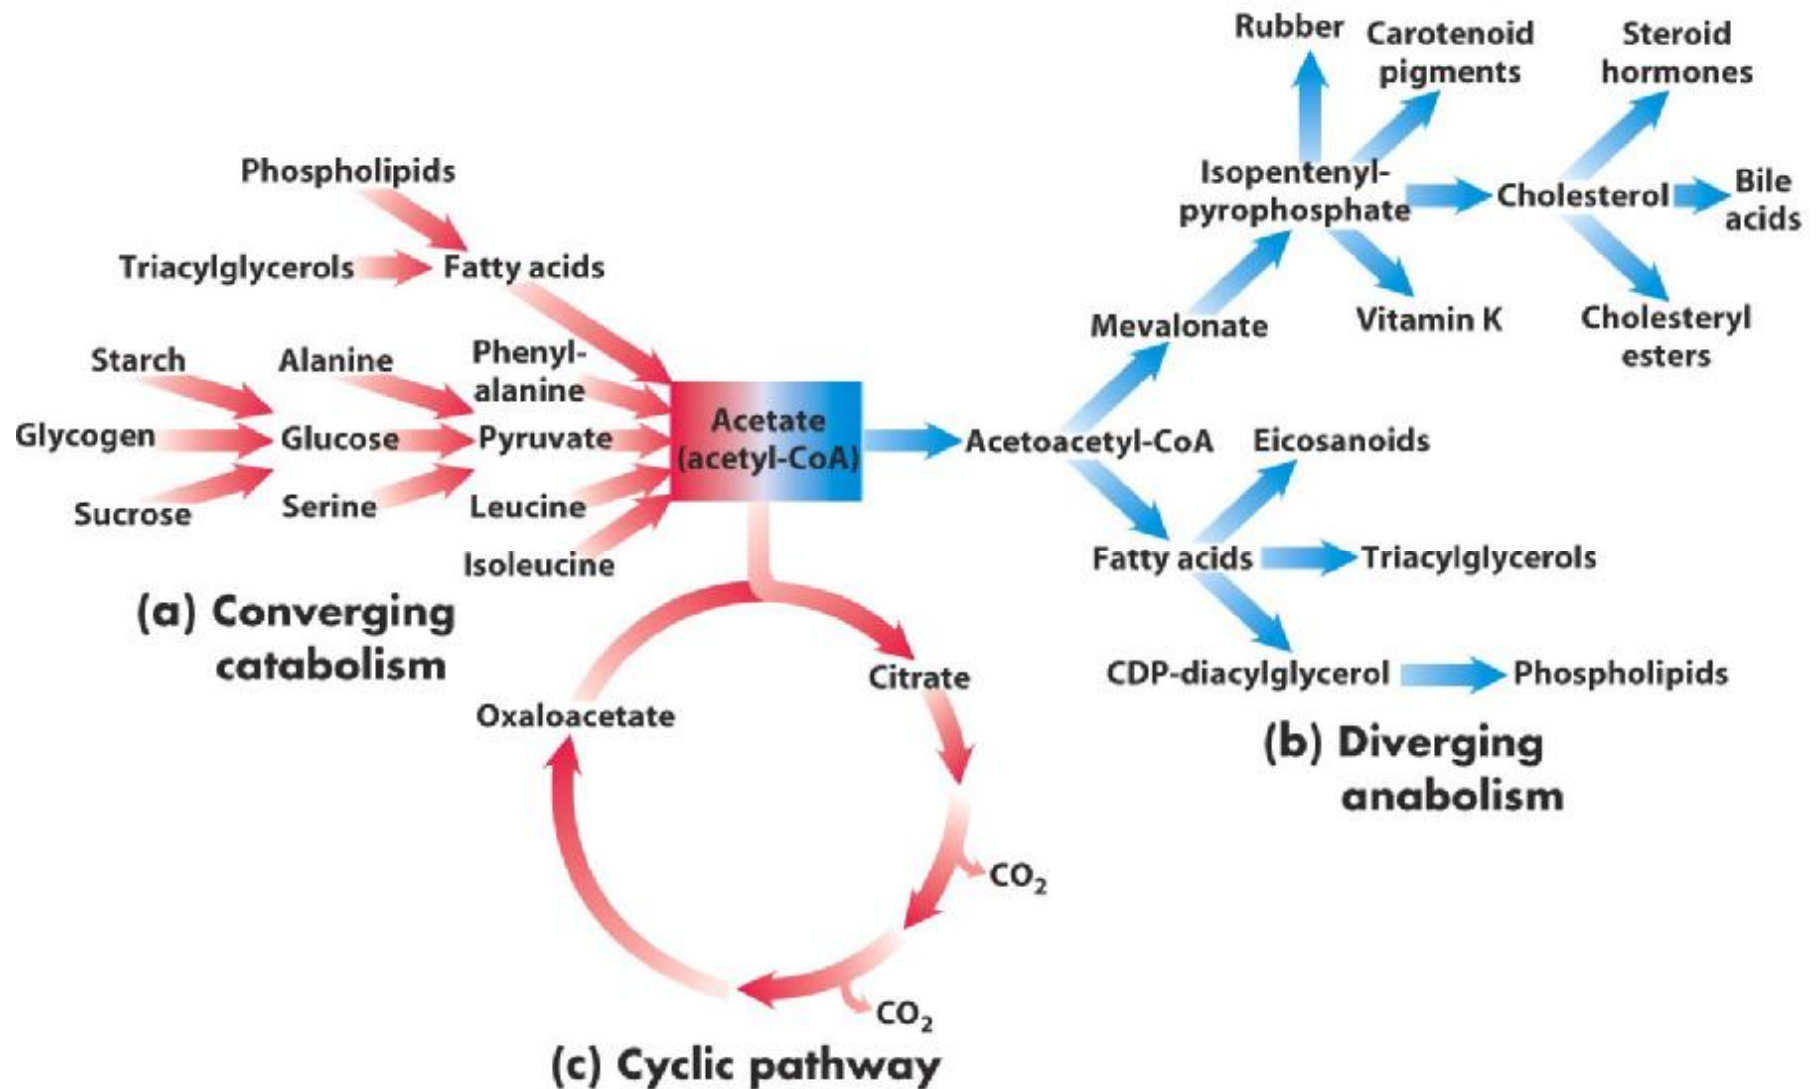 Rubber
Carotenoid
pigments
Steroid
hormones
Phospholipids
Isopentenyl-
pyrophosphate
Cholesterol
Bile
acids
Triacylglycerols
Fatty acids
Mevalonate
Vitamin K
Cholesteryl
esters
Starch
Alanine
Phenyl-
alanine
Glycogen
Glucose
Pyruvate
Acetate
(acetyl-CoA)
Acetoacetyl-CoA
Eicosanoids
Sucrose
Serine
Leucine
Isoleucine
Fatty acids
Triacylglycerols
(a) Converging
catabolism
CDP-diacylglycerol
Phospholipids
(b) Diverging
anabolism
Citrate
Oxaloacetate
CO₂
CO₂
(c) Cyclic pathway